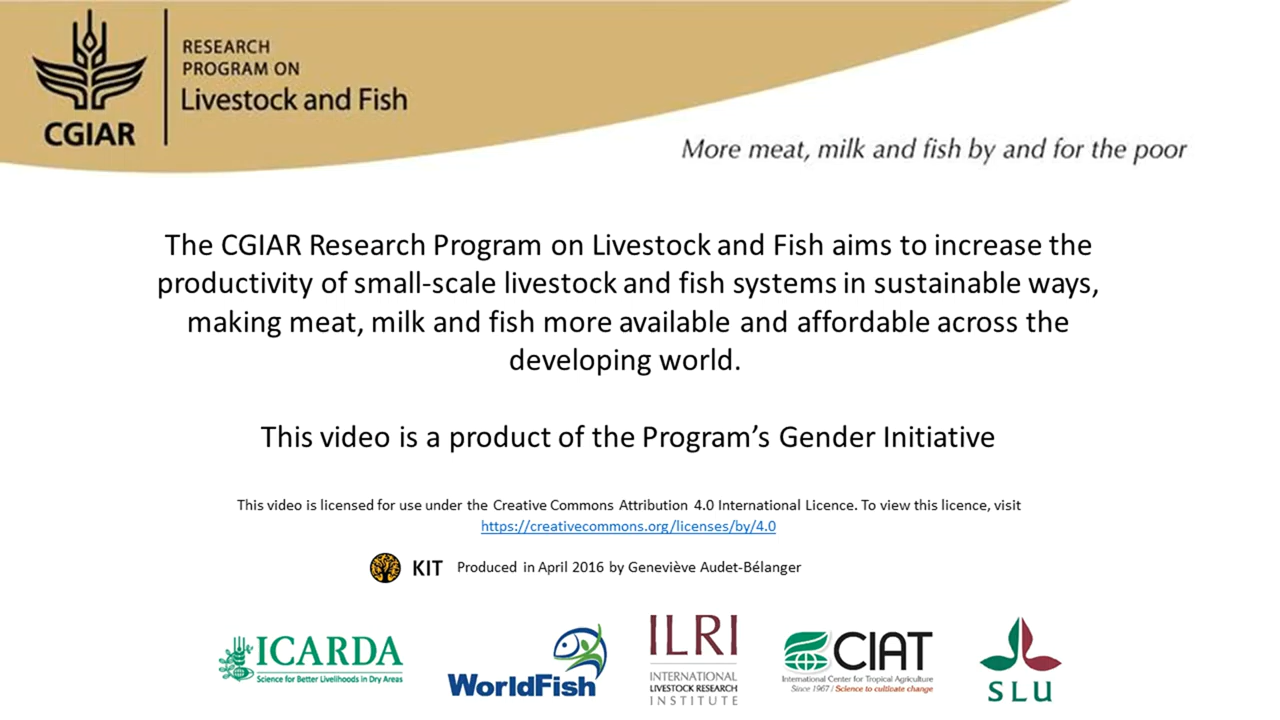 RESEARCH
PROGRAM ON
Livestock and Fish
CGIAR
More meat, milk and fish by and for the poor
The CGIAR Research Program on Livestock and Fish aims to increase the
productivity of small-scale livestock and fish systems in sustainable ways,
making meat, milk and fish more available and affordable across the
developing world.
This video is a product of the Program’s Gender Initiative
This video is licensed for use under the Creative Commons Attribution 4.0 International Licence. To view this licence, visit
https://creativecommons.org/licenses/by/4.0
KIT Produced in April 2016 by Geneviève Audet-Bélanger
ICARDA
Science for Better Livelihoods in Dry Areas
WorldFish
ILRI
INTERNATIONAL
LIVESTOCK RESEARCH
INSTITUTE
CIAT
International Center for Tropical Agriculture
Since 1967 / Science to cultivate change
SLU